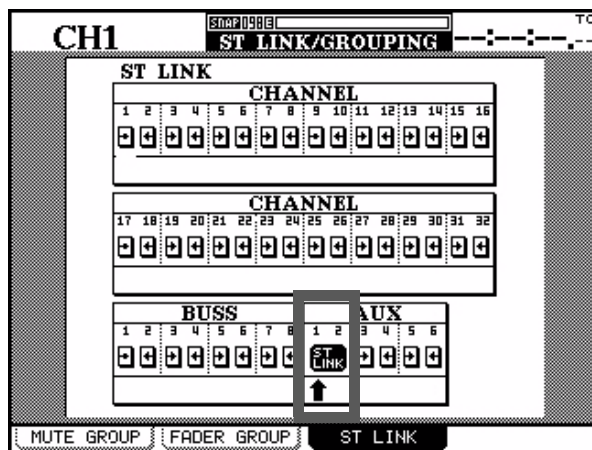 SNAP 098E TC
CH1 ST LINK/GROUPING --:--:--.--
ST LINK
CHANNEL
1 2 3 4 5 6 7 8 9 10 11 12 13 14 15 16
CHANNEL
17 18 19 20 21 22 23 24 25 26 27 28 29 30 31 32
BUSS AUX
1 2 3 4 5 6 7 8 1 2 3 4 5 6
ST LINK
MUTE GROUP FADER GROUP ST LINK